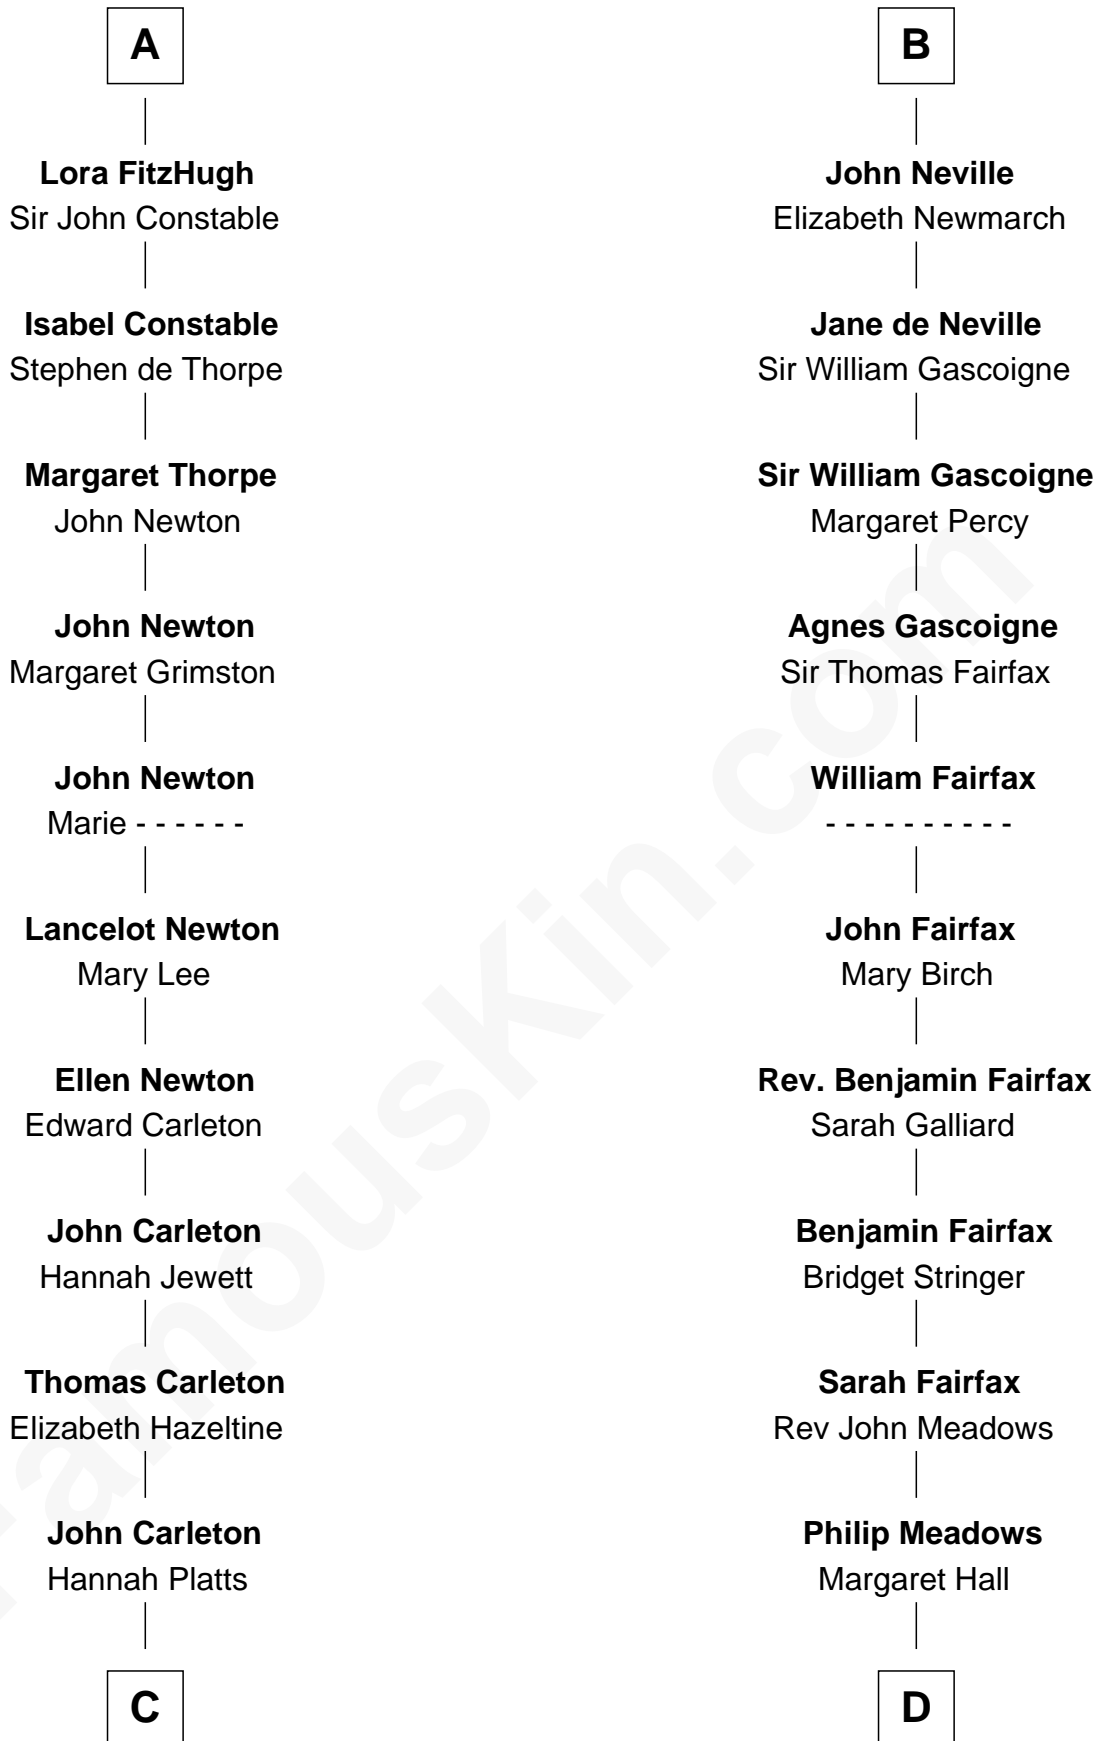 A
Lora FitzHugh
Sir John Constable
Isabel Constable
Stephen de Thorpe
Margaret Thorpe
John Newton
John Newton
Margaret Grimston
John Newton
Marie - - - - - -
Lancelot Newton
Mary Lee
Ellen Newton
Edward Carleton
John Carleton
Hannah Jewett
Thomas Carleton
Elizabeth Hazeltine
John Carleton
Hannah Platts
C
B
John Neville
Elizabeth Newmarch
Jane de Neville
Sir William Gascoigne
Sir William Gascoigne
Margaret Percy
Agnes Gascoigne
Sir Thomas Fairfax
William Fairfax
- - - - - - - - - -
John Fairfax
Mary Birch
Rev. Benjamin Fairfax
Sarah Galliard
Benjamin Fairfax
Bridget Stringer
Sarah Fairfax
Rev John Meadows
Philip Meadows
Margaret Hall
D
FamousKin.com